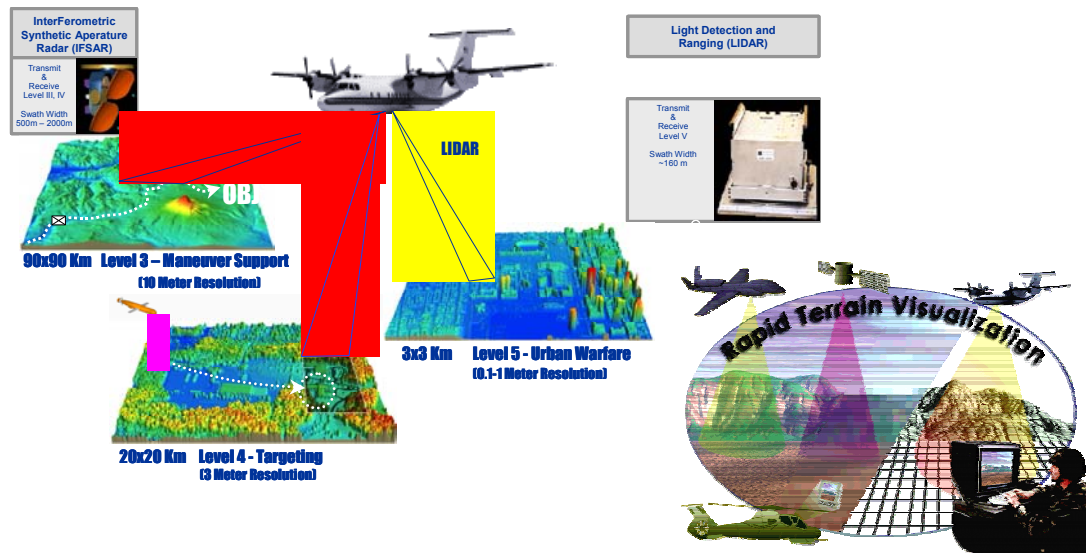 InterFerometric
Synthetic Aperature
Radar (IFSAR)
Transmit
&
Receive
Level III, IV
Swath Width
500m – 2000m
Light Detection and
Ranging (LIDAR)
Transmit
&
Receive
Level V
Swath Width
~160 m
LIDAR
OBJ
90x90 Km Level 3 – Maneuver Support
(10 Meter Resolution)
3x3 Km Level 5 - Urban Warfare
(0.1-1 Meter Resolution)
20x20 Km Level 4 - Targeting
(3 Meter Resolution)
Rapid Terrain Visualization